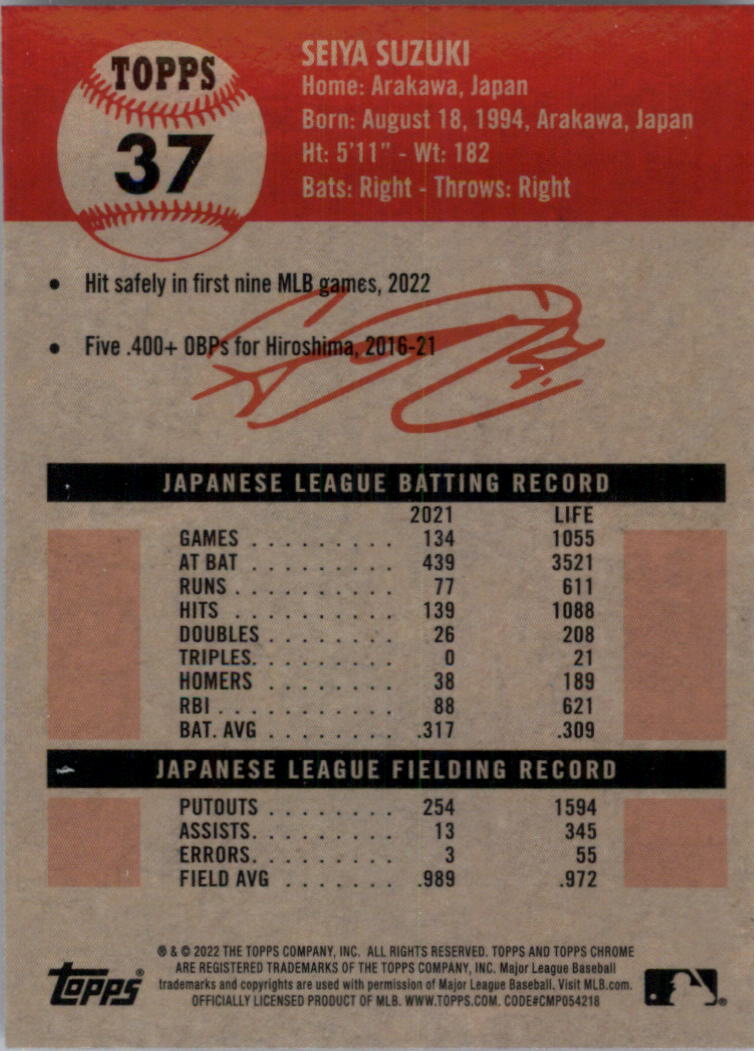 TOPPS
37
SEIYA SUZUKI
Home: Arakawa, Japan
Born: August 18, 1994, Arakawa, Japan
Ht: 5'11" - Wt: 182
Bats: Right - Throws: Right
• Hit safely in first nine MLB games, 2022
• Five .400+ OBPs for Hiroshima, 2016-21
JAPANESE LEAGUE BATTING RECORD
2021 LIFE
GAMES . . . . . . . . . . 134 1055
AT BAT . . . . . . . . . 439 3521
RUNS . . . . . . . . . . . 77 611
HITS . . . . . . . . . . . 139 1088
DOUBLES . . . . . . . . 26 208
TRIPLES. . . . . . . . . 0 21
HOMERS . . . . . . . . 38 189
RBI . . . . . . . . . . . . 88 621
BAT. AVG . . . . . . . . .317 .309
JAPANESE LEAGUE FIELDING RECORD
PUTOUTS . . . . . . . . 254 1594
ASSISTS. . . . . . . . . 13 345
ERRORS. . . . . . . . . 3 55
FIELD AVG . . . . . . . .989 .972
® & © 2022 THE TOPPS COMPANY, INC. ALL RIGHTS RESERVED. TOPPS AND TOPPS CHROME
ARE REGISTERED TRADEMARKS OF THE TOPPS COMPANY, INC. Major League Baseball
trademarks and copyrights are used with permission of Major League Baseball. Visit MLB.com.
OFFICIALLY LICENSED PRODUCT OF MLB. WWW.TOPPS.COM. CODE#CMP054218
Topps®